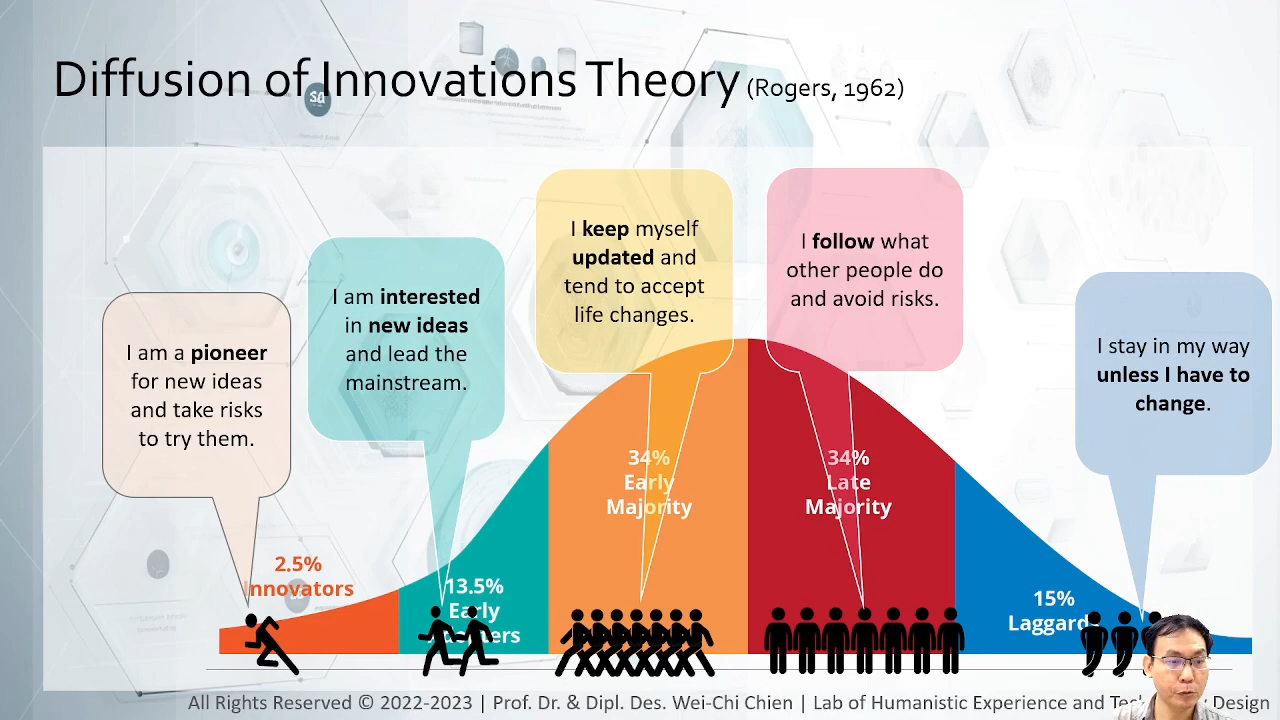 Diffusion of Innovations Theory (Rogers, 1962)
I am a pioneer
for new ideas
and take risks
to try them.
I am interested
in new ideas
and lead the
mainstream.
I keep myself
updated and
tend to accept
life changes.
I follow what
other people do
and avoid risks.
I stay in my way
unless I have to
change.
2.5%
Innovators
13.5%
Early
34%
Early
Majority
34%
Late
Majority
15%
Laggard
All Rights Reserved © 2022-2023 | Prof. Dr. & Dipl. Des. Wei-Chi Chien | Lab of Humanistic Experience and Design